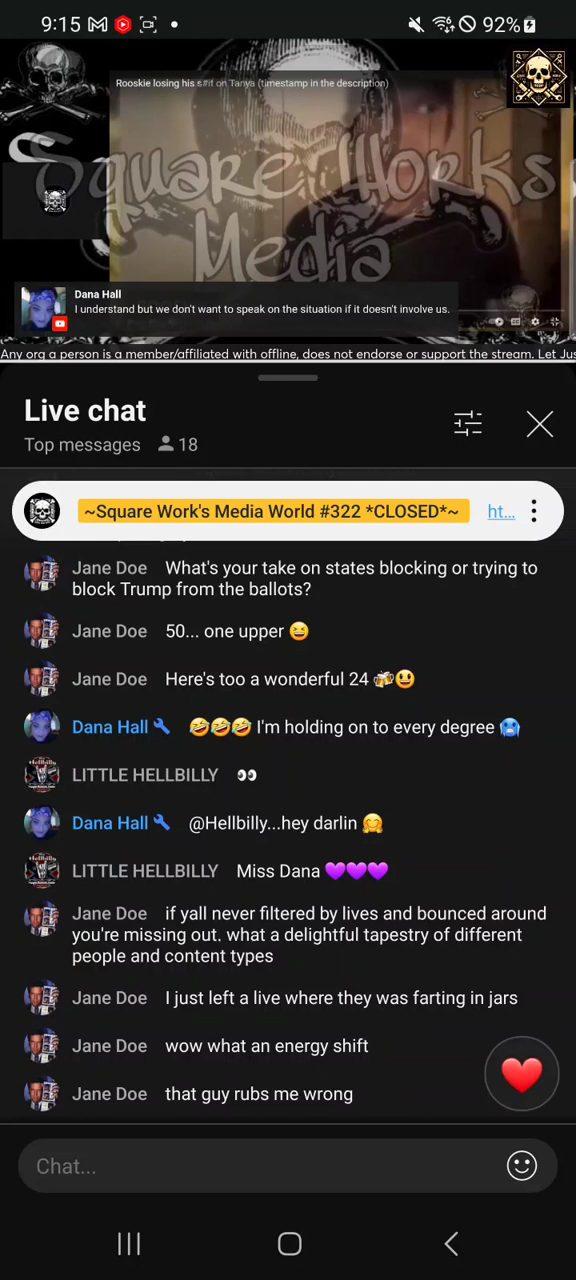 9:15
92%
Rooskie losing his s#it on Tanya (timestamp in the description)
Square Works
Media
Dana Hall
I understand but we don't want to speak on the situation if it doesn't involve us.
Any org a person is a member/affiliated with offline, does not endorse or support the stream. Let Jus
Live chat
Top messages 18
~Square Work's Media World #322 *CLOSED*~ ht...
Jane Doe What's your take on states blocking or trying to
block Trump from the ballots?
Jane Doe 50... one upper 😆
Jane Doe Here's too a wonderful 24 🍻😃
Dana Hall 🤣🤣🤣 I'm holding on to every degree 🥶
LITTLE HELLBILLY 👀
Dana Hall @Hellbilly...hey darlin 🤗
LITTLE HELLBILLY Miss Dana 💜💜💜
Jane Doe if yall never filtered by lives and bounced around
you're missing out. what a delightful tapestry of different
people and content types
Jane Doe I just left a live where they was farting in jars
Jane Doe wow what an energy shift
Jane Doe that guy rubs me wrong
Chat...